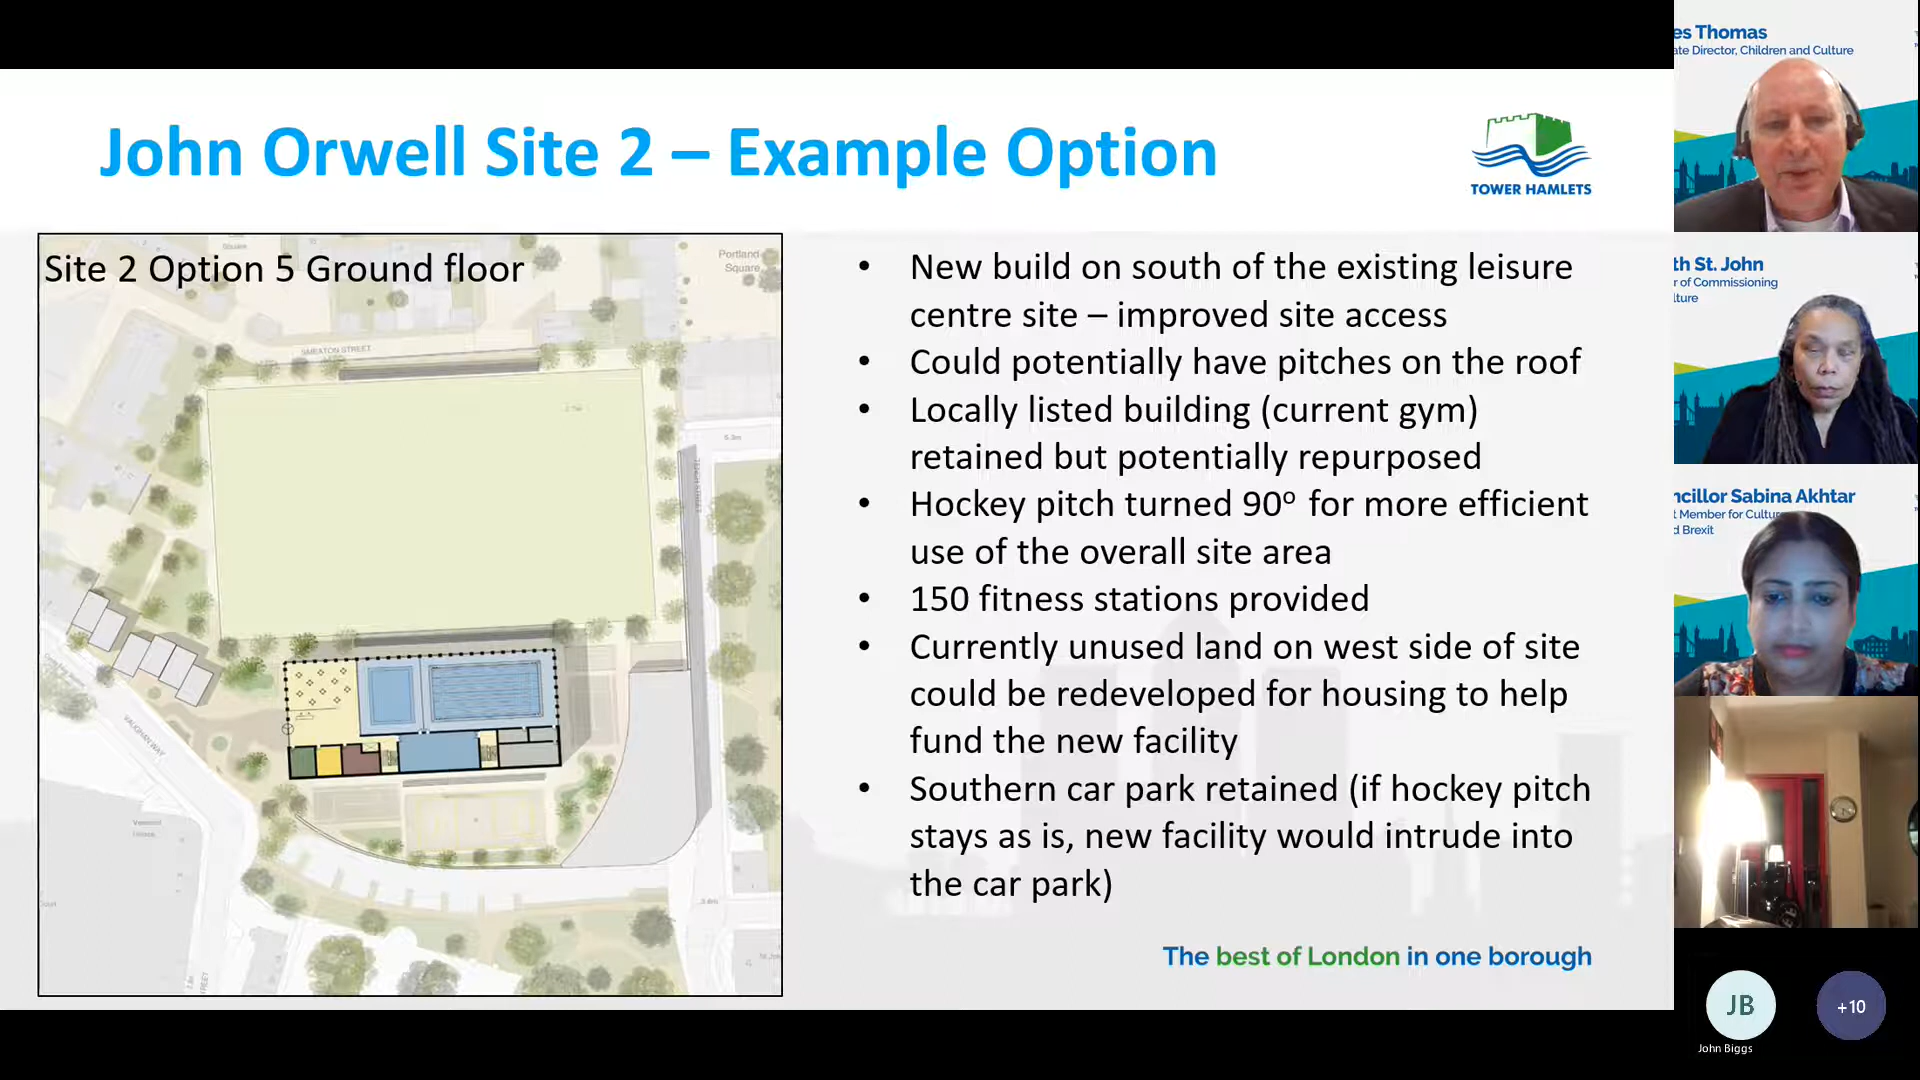 John Orwell Site 2 – Example Option
TOWER HAMLETS
Site 2 Option 5 Ground floor
Square
Portland
Square
SMEATON STREET
5.3m
VAUGHAN WAY
• New build on south of the existing leisure
centre site – improved site access
• Could potentially have pitches on the roof
• Locally listed building (current gym)
retained but potentially repurposed
• Hockey pitch turned 90º for more efficient
use of the overall site area
• 150 fitness stations provided
• Currently unused land on west side of site
could be redeveloped for housing to help
fund the new facility
• Southern car park retained (if hockey pitch
stays as is, new facility would intrude into
the car park)
The best of London in one borough
es Thomas
ate Director, Children and Culture
th St. John
r of Commissioning
lture
ncillor Sabina Akhtar
t Member for Cultu
d Brexit
JB
John Biggs
+10